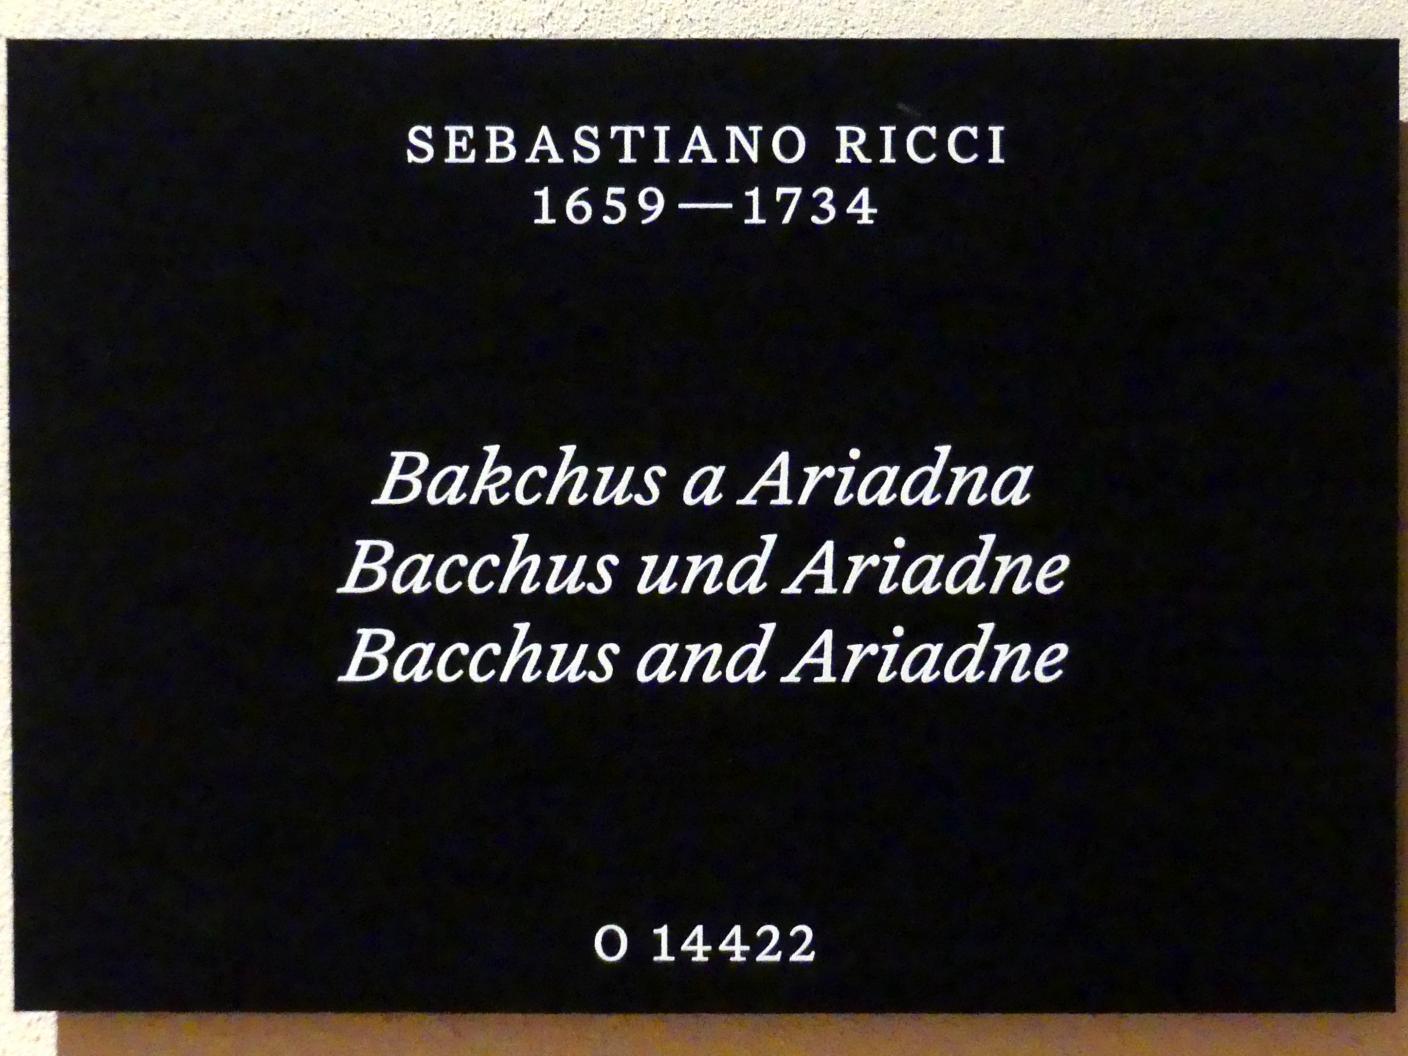 SEBASTIANO RICCI
1659—1734
Bakchus a Ariadna
Bacchus und Ariadne
Bacchus and Ariadne
O 14422